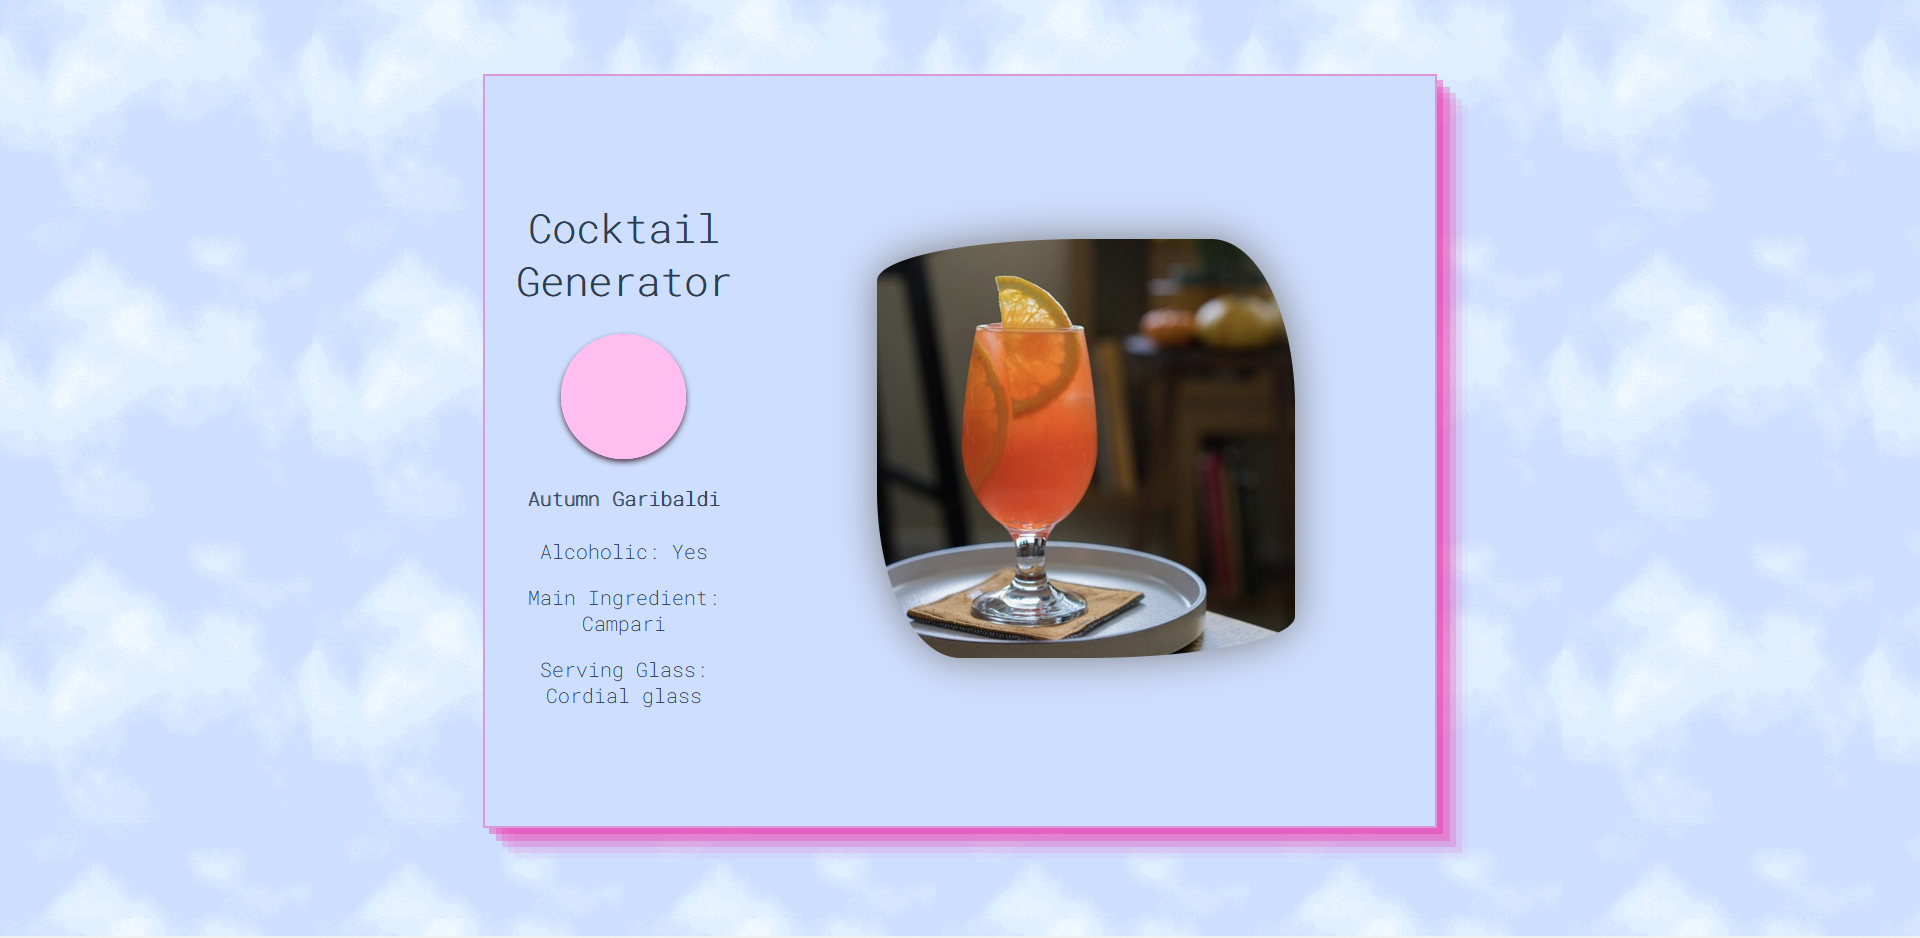 Cocktail
Generator
Autumn Garibaldi
Alcoholic: Yes
Main Ingredient:
Campari
Serving Glass:
Cordial glass